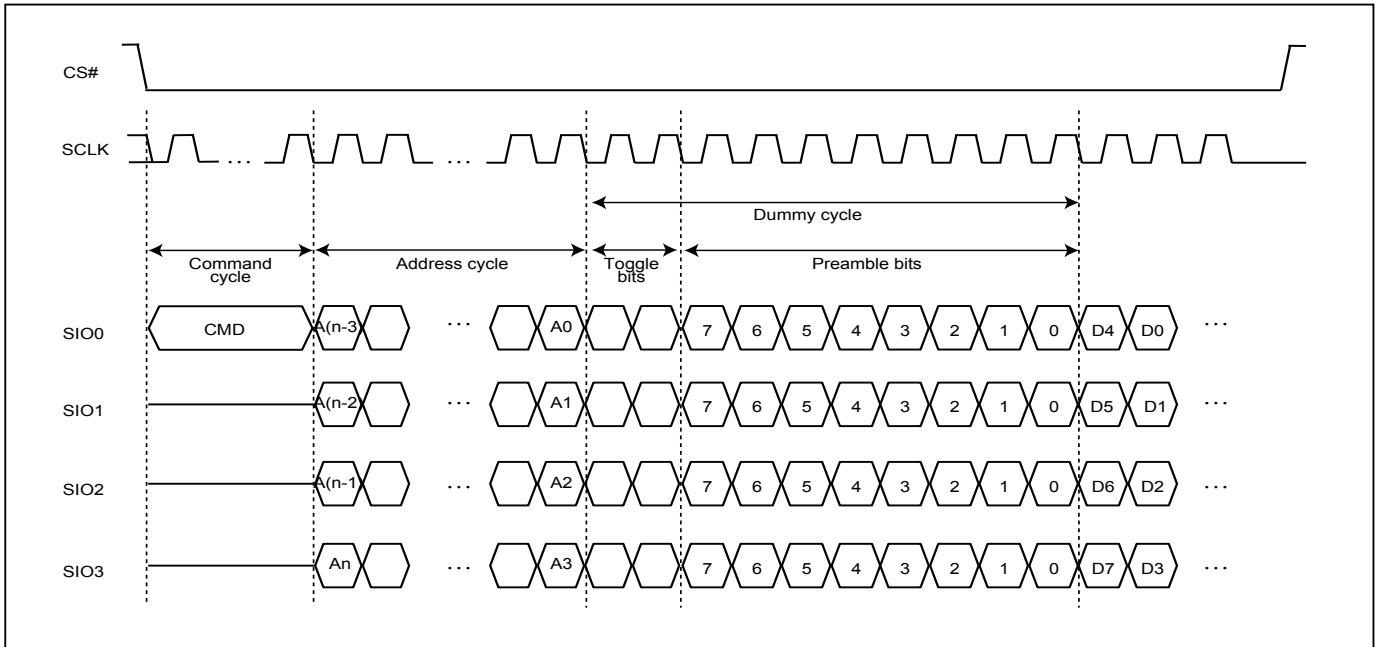 CS#
SCLK
...
...
Dummy cycle
Command cycle
Address cycle
Toggle bits
Preamble bits
SIO0 CMD A(n-3) ... A0 7 6 5 4 3 2 1 0 D4 D0 ...
SIO1 A(n-2) ... A1 7 6 5 4 3 2 1 0 D5 D1 ...
SIO2 A(n-1) ... A2 7 6 5 4 3 2 1 0 D6 D2 ...
SIO3 An ... A3 7 6 5 4 3 2 1 0 D7 D3 ...